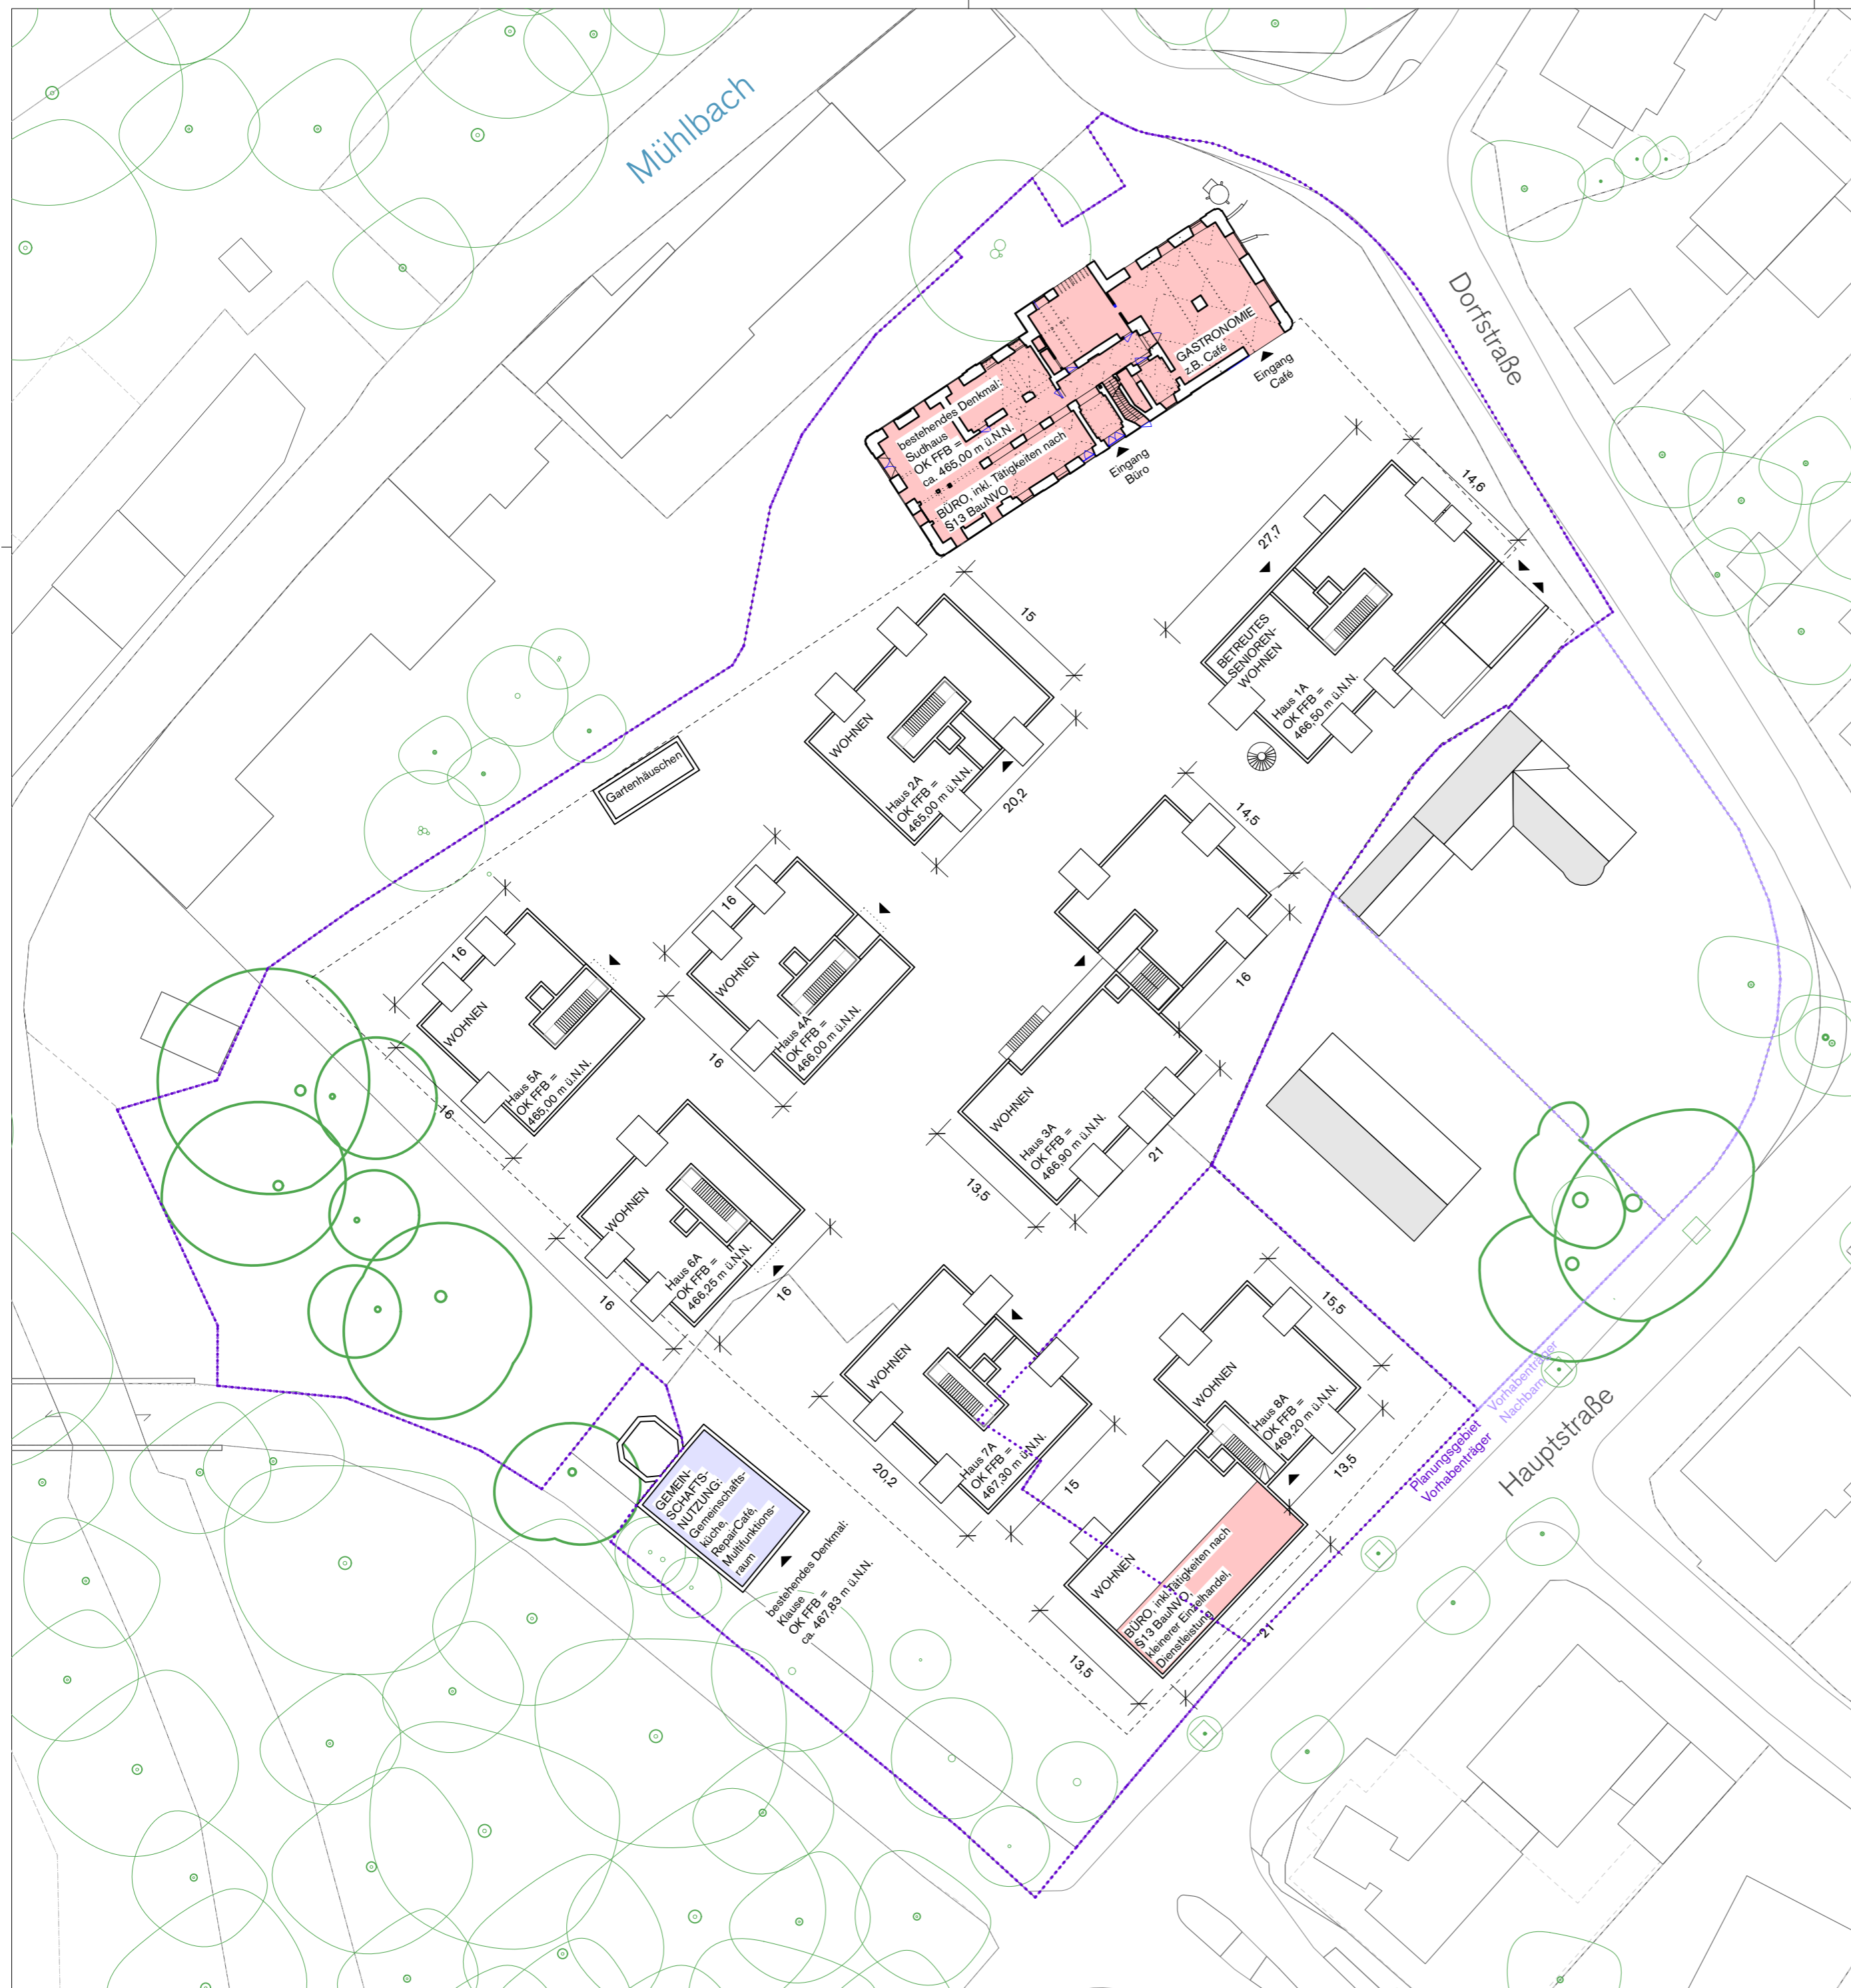 Mühlbach
Dorfstraße
GASTRONOMIE
z.B. Café
Eingang
Café
bestehendes Denkmal:
Sudhaus
OK FFB =
ca. 465,00 m ü.N.N.
BÜRO, inkl. Tätigkeiten nach
§13 BauNVO
Eingang
Büro
14,6
27,7
BETREUTES
SENIOREN-
WOHNEN
Haus 1A
OK FFB =
466,50 m ü.N.N.
15
WOHNEN
Haus 2A
OK FFB =
465,00 m ü.N.N.
20,2
Gartenhäuschen
14,5
16
WOHNEN
Haus 3A
OK FFB =
466,90 m ü.N.N.
21
13,5
16
WOHNEN
Haus 4A
OK FFB =
466,00 m ü.N.N.
16
16
WOHNEN
Haus 5A
OK FFB =
465,00 m ü.N.N.
16
WOHNEN
Haus 6A
OK FFB =
466,25 m ü.N.N.
16
16
WOHNEN
Haus 7A
OK FFB =
467,30 m ü.N.N.
20,2
15
15,5
WOHNEN
Haus 8A
OK FFB =
469,20 m ü.N.N.
13,5
WOHNEN
BÜRO, inkl.Tätigkeiten nach
§13 BauNVO,
kleinerer Einzelhandel,
Dienstleistung
21
13,5
GEMEIN-
SCHAFTS-
NUTZUNG:
Gemeinschafts-
küche,
RepairCafé,
Multifunktions-
raum
bestehendes Denkmal:
Klause
OK FFB =
ca. 467,83 m ü.N.N.
Planungsgebiet
Vorhabenträger
Vorhabenträger
Nachbarn
Hauptstraße